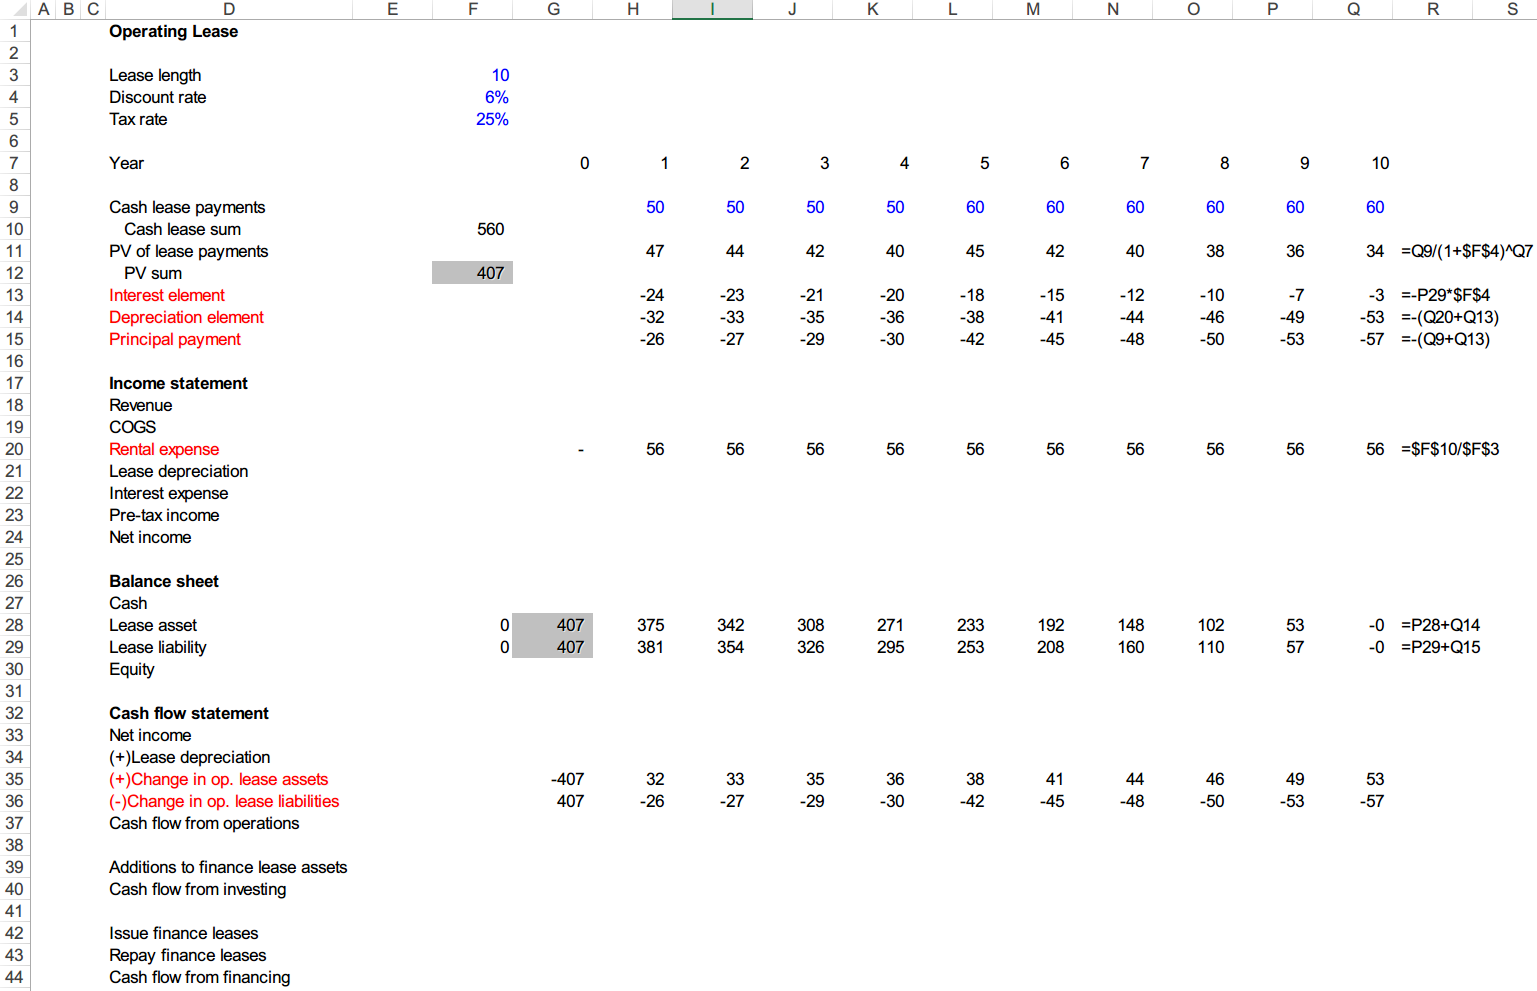 A B C D E F G H I J K L M N O P Q R S
1 Operating Lease
2
3 Lease length 10
4 Discount rate 6%
5 Tax rate 25%
6
7 Year 0 1 2 3 4 5 6 7 8 9 10
8
9 Cash lease payments 50 50 50 50 60 60 60 60 60 60
10 Cash lease sum 560
11 PV of lease payments 47 44 42 40 45 42 40 38 36 34 =Q9/(1+$F$4)^Q7
12 PV sum 407
13 Interest element -24 -23 -21 -20 -18 -15 -12 -10 -7 -3 =-P29*$F$4
14 Depreciation element -32 -33 -35 -36 -38 -41 -44 -46 -49 -53 =-(Q20+Q13)
15 Principal payment -26 -27 -29 -30 -42 -45 -48 -50 -53 -57 =-(Q9+Q13)
16
17 Income statement
18 Revenue
19 COGS
20 Rental expense - 56 56 56 56 56 56 56 56 56 56 =$F$10/$F$3
21 Lease depreciation
22 Interest expense
23 Pre-tax income
24 Net income
25
26 Balance sheet
27 Cash
28 Lease asset 0 407 375 342 308 271 233 192 148 102 53 -0 =P28+Q14
29 Lease liability 0 407 381 354 326 295 253 208 160 110 57 -0 =P29+Q15
30 Equity
31
32 Cash flow statement
33 Net income
34 (+)Lease depreciation
35 (+)Change in op. lease assets -407 32 33 35 36 38 41 44 46 49 53
36 (-)Change in op. lease liabilities 407 -26 -27 -29 -30 -42 -45 -48 -50 -53 -57
37 Cash flow from operations
38
39 Additions to finance lease assets
40 Cash flow from investing
41
42 Issue finance leases
43 Repay finance leases
44 Cash flow from financing